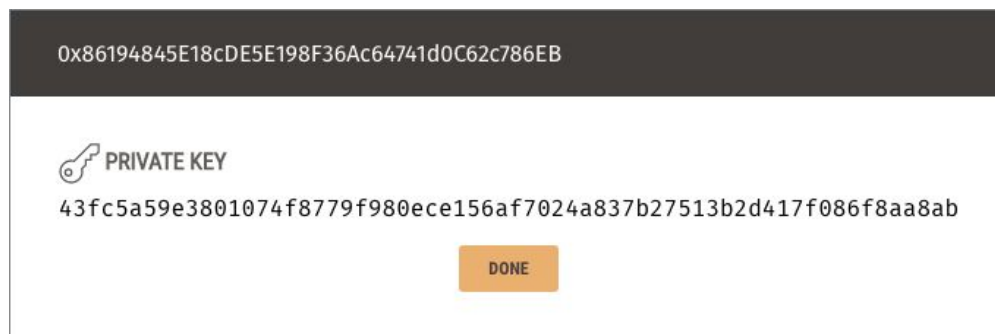 0x86194845E18cDE5E198F36Ac64741d0C62c786EB
PRIVATE KEY
43fc5a59e3801074f8779f980ece156af7024a837b27513b2d417f086f8aa8ab
DONE